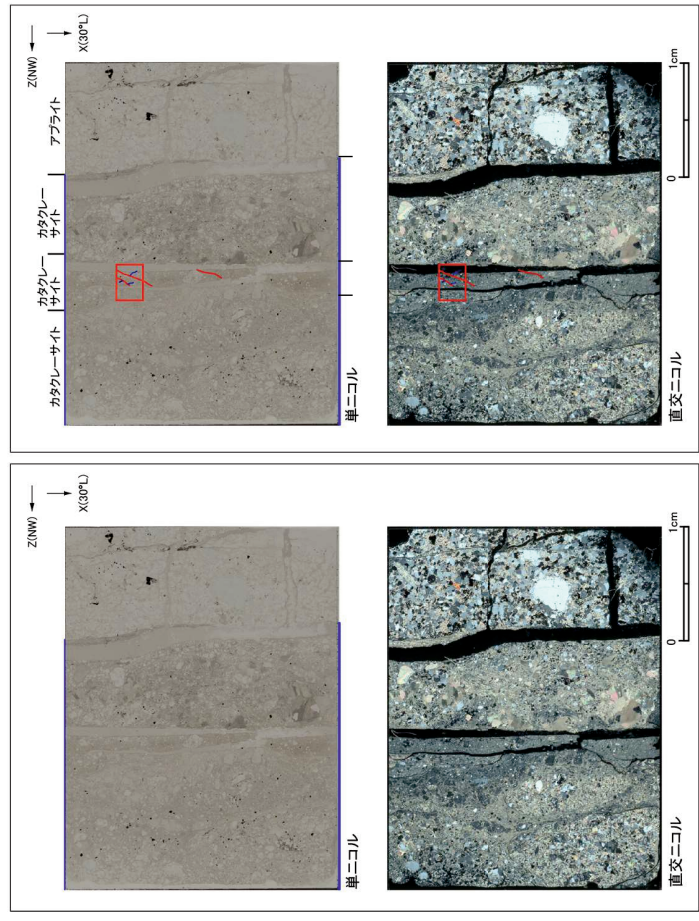 Z(NW)
X(30°L)
カタクレーサイト
カタクレー
サイト
カタクレー
サイト
アプライト
単ニコル
直交ニコル
0
1cm
Z(NW)
X(30°L)
単ニコル
直交ニコル
0
1cm